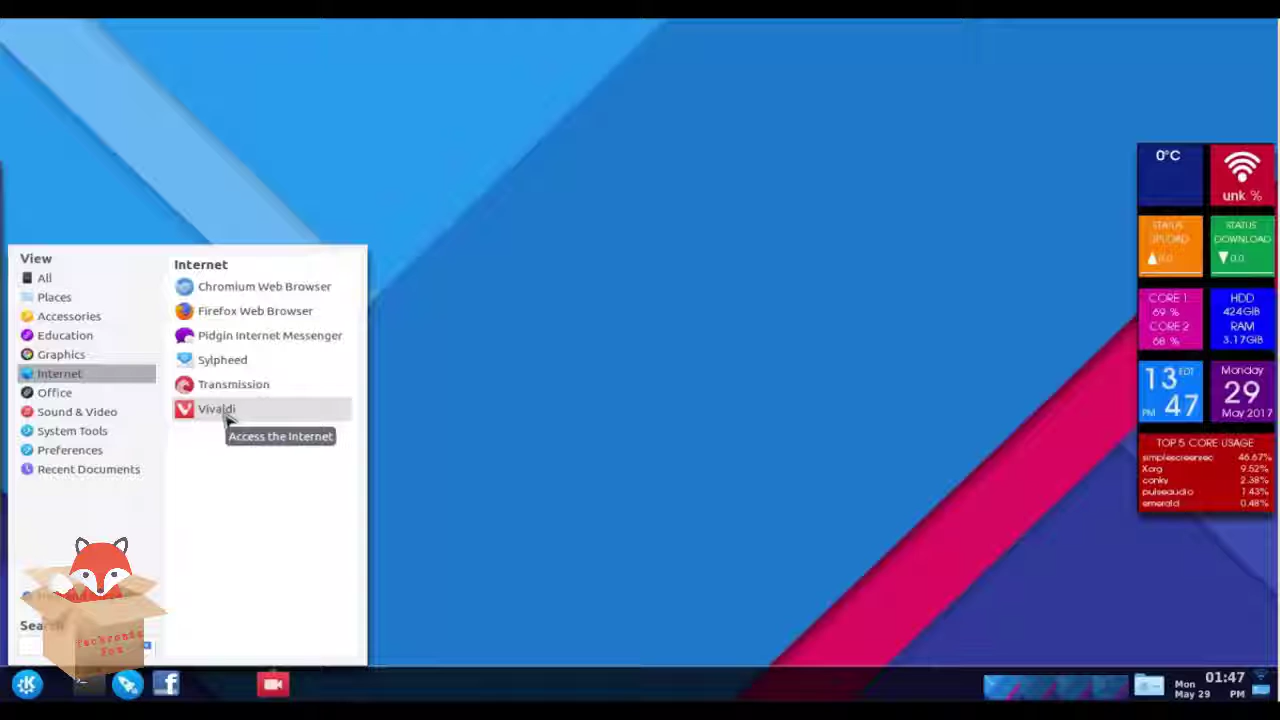 View
All
Places
Accessories
Education
Graphics
Internet
Office
Sound & Video
System Tools
Preferences
Recent Documents
Internet
Chromium Web Browser
Firefox Web Browser
Pidgin Internet Messenger
Sylpheed
Transmission
Vivaldi
Access the Internet
Fox
0°C
unk %
STATUS
UPLOAD
STATUS
DOWNLOAD
0.0
CORE 1
69 %
CORE 2
68 %
HDD
424GiB
RAM
3.17GiB
13 EDT
PM 47
Monday
29
May 2017
TOP 5 CORE USAGE
simplescreenrec 46.67%
Xorg 9.52%
conky 2.38%
pulseaudio 1.43%
emerald 0.48%
Mon
May 29
01:47
PM